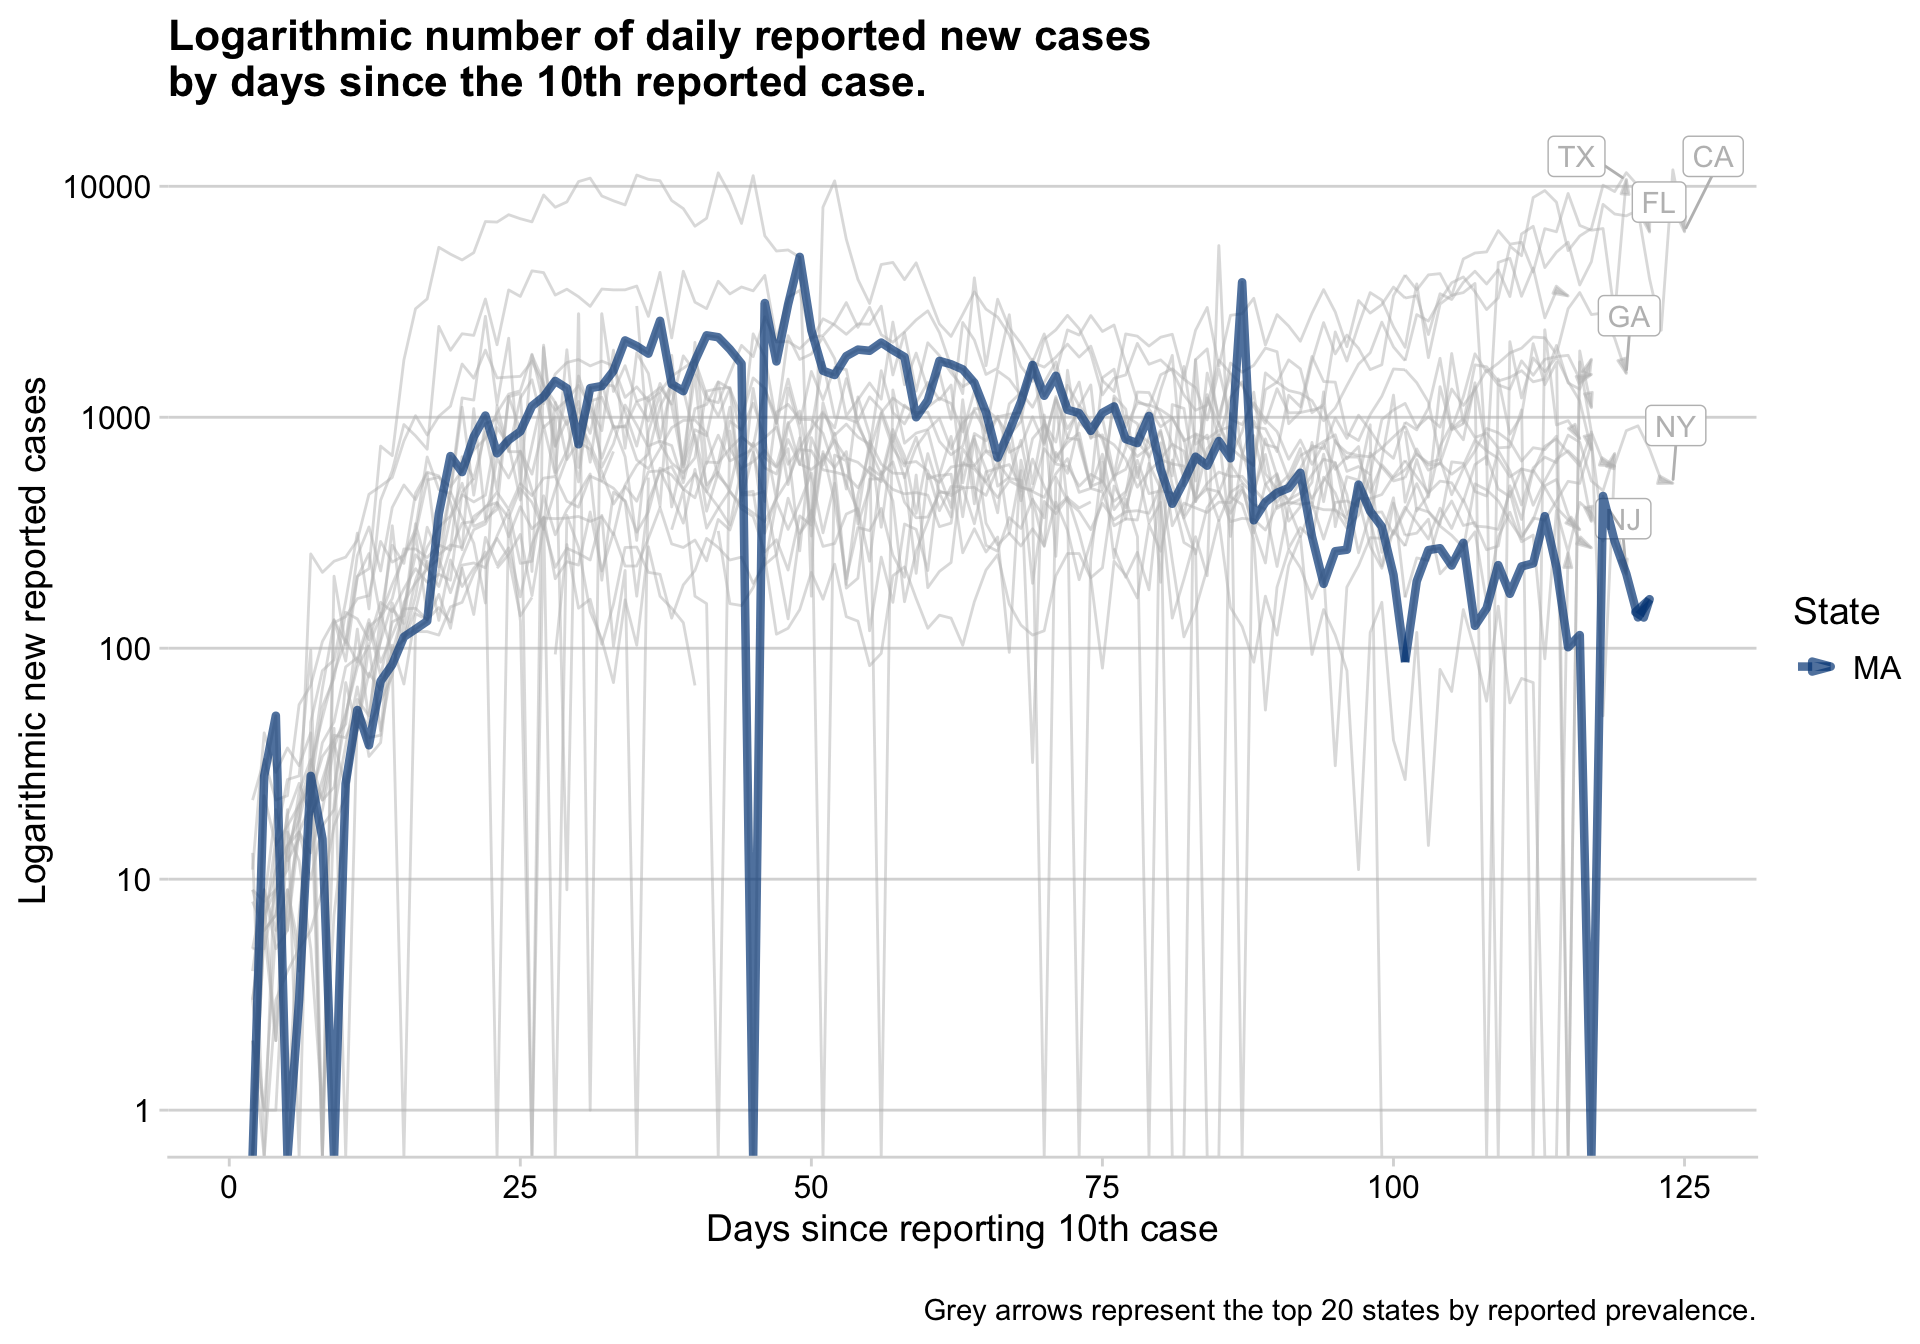 Logarithmic number of daily reported new cases
by days since the 10th reported case.
TX
CA
FL
GA
NY
NJ
10000
1000
100
10
1
Logarithmic new reported cases
0
25
50
75
100
125
Days since reporting 10th case
State
MA
Grey arrows represent the top 20 states by reported prevalence.